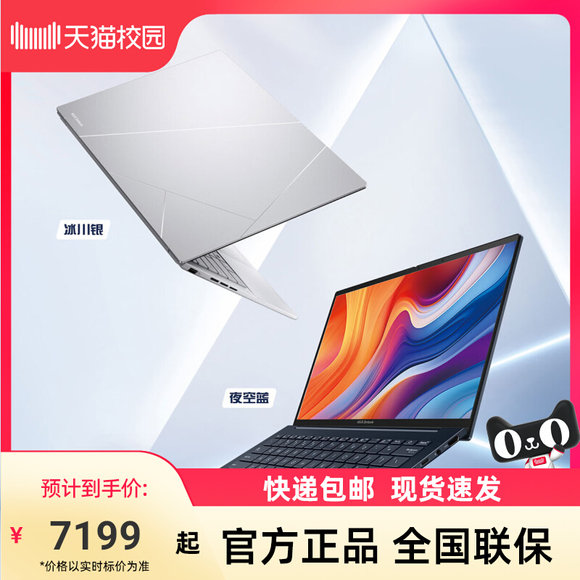 天猫校园
冰川银
夜空蓝
预计到手价:
¥ 7199 起
*价格以实时标价为准
快递包邮 现货速发
官方正品 全国联保